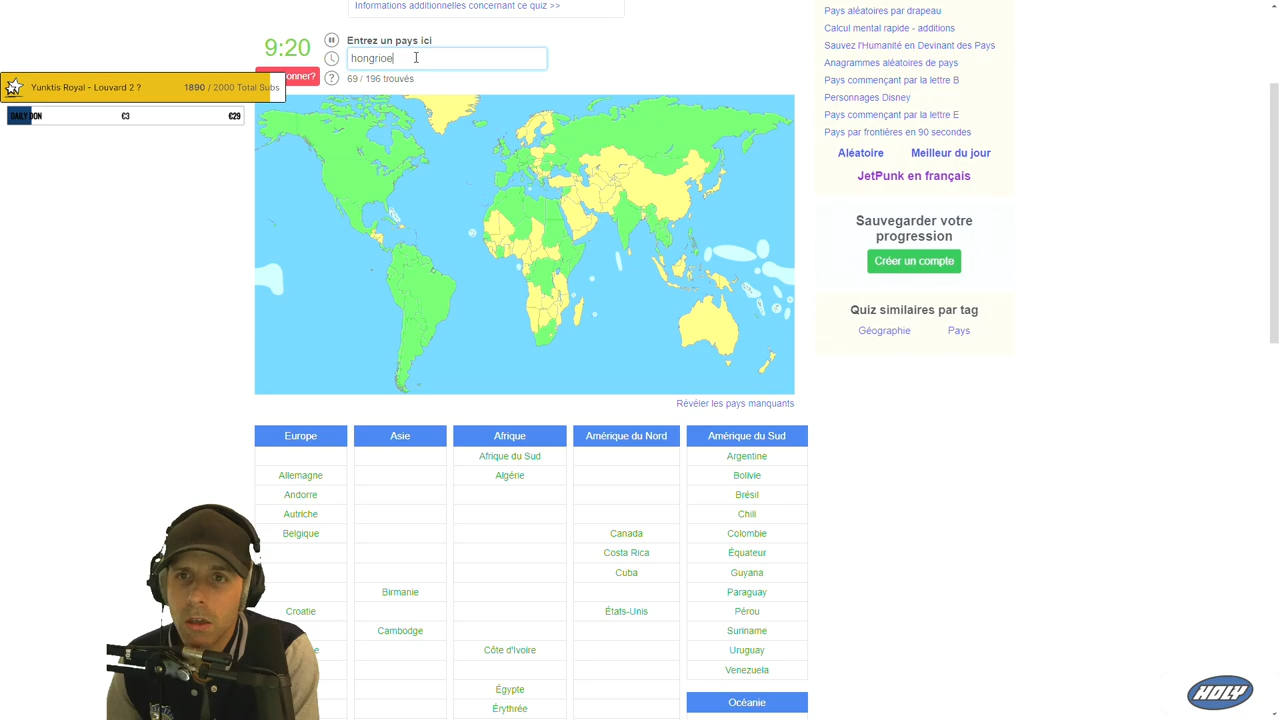 Informations additionnelles concernant ce quiz >>
9:20
Entrez un pays ici
hongrioe
onner?
69 / 196 trouvés
Yunktis Royal - Louvard 2 ?
1890 / 2000 Total Subs
DAILY DON
€3
€29
Révéler les pays manquants
Europe
Asie
Afrique
Amérique du Nord
Amérique du Sud
Afrique du Sud
Argentine
Allemagne
Algérie
Bolivie
Andorre
Brésil
Autriche
Chili
Belgique
Canada
Colombie
Costa Rica
Équateur
Cuba
Guyana
Birmanie
Paraguay
Croatie
États-Unis
Pérou
Cambodge
Suriname
e
Côte d'Ivoire
Uruguay
Venezuela
Égypte
Océanie
Érythrée
Pays aléatoires par drapeau
Calcul mental rapide - additions
Sauvez l'Humanité en Devinant des Pays
Anagrammes aléatoires de pays
Pays commençant par la lettre B
Personnages Disney
Pays commençant par la lettre E
Pays par frontières en 90 secondes
Aléatoire
Meilleur du jour
JetPunk en français
Sauvegarder votre
progression
Créer un compte
Quiz similaires par tag
Géographie
Pays
HOLY